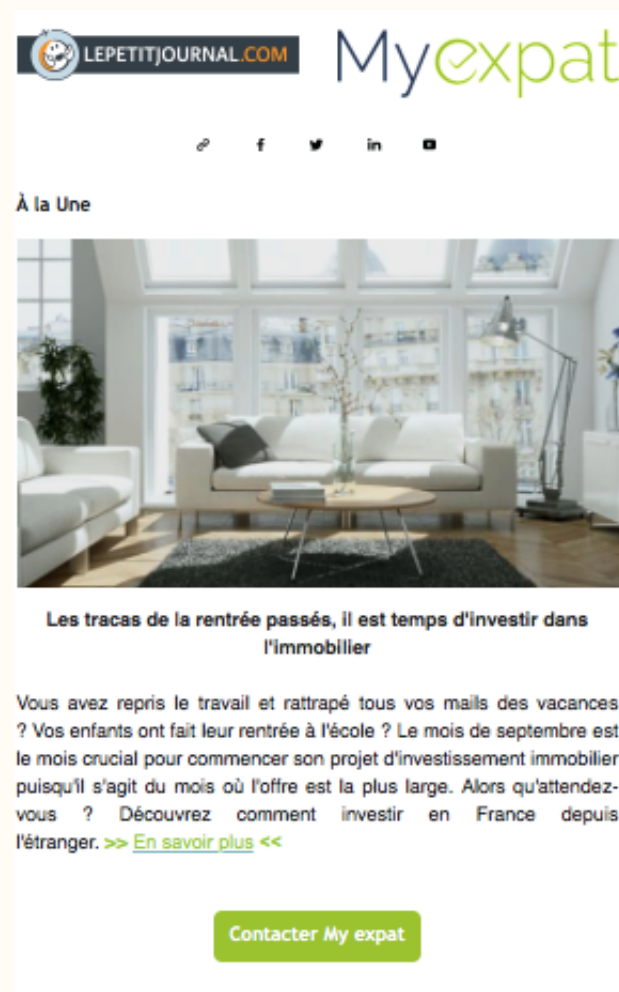 LEPETITJOURNAL.COM
Myexpat
À la Une
Les tracas de la rentrée passés, il est temps d'investir dans
l'immobilier
Vous avez repris le travail et rattrapé tous vos mails des vacances
? Vos enfants ont fait leur rentrée à l'école ? Le mois de septembre est
le mois crucial pour commencer son projet d'investissement immobilier
puisqu'il s'agit du mois où l'offre est la plus large. Alors qu'attendez-
vous ? Découvrez comment investir en France depuis
l'étranger. >> En savoir plus <<
Contacter My expat